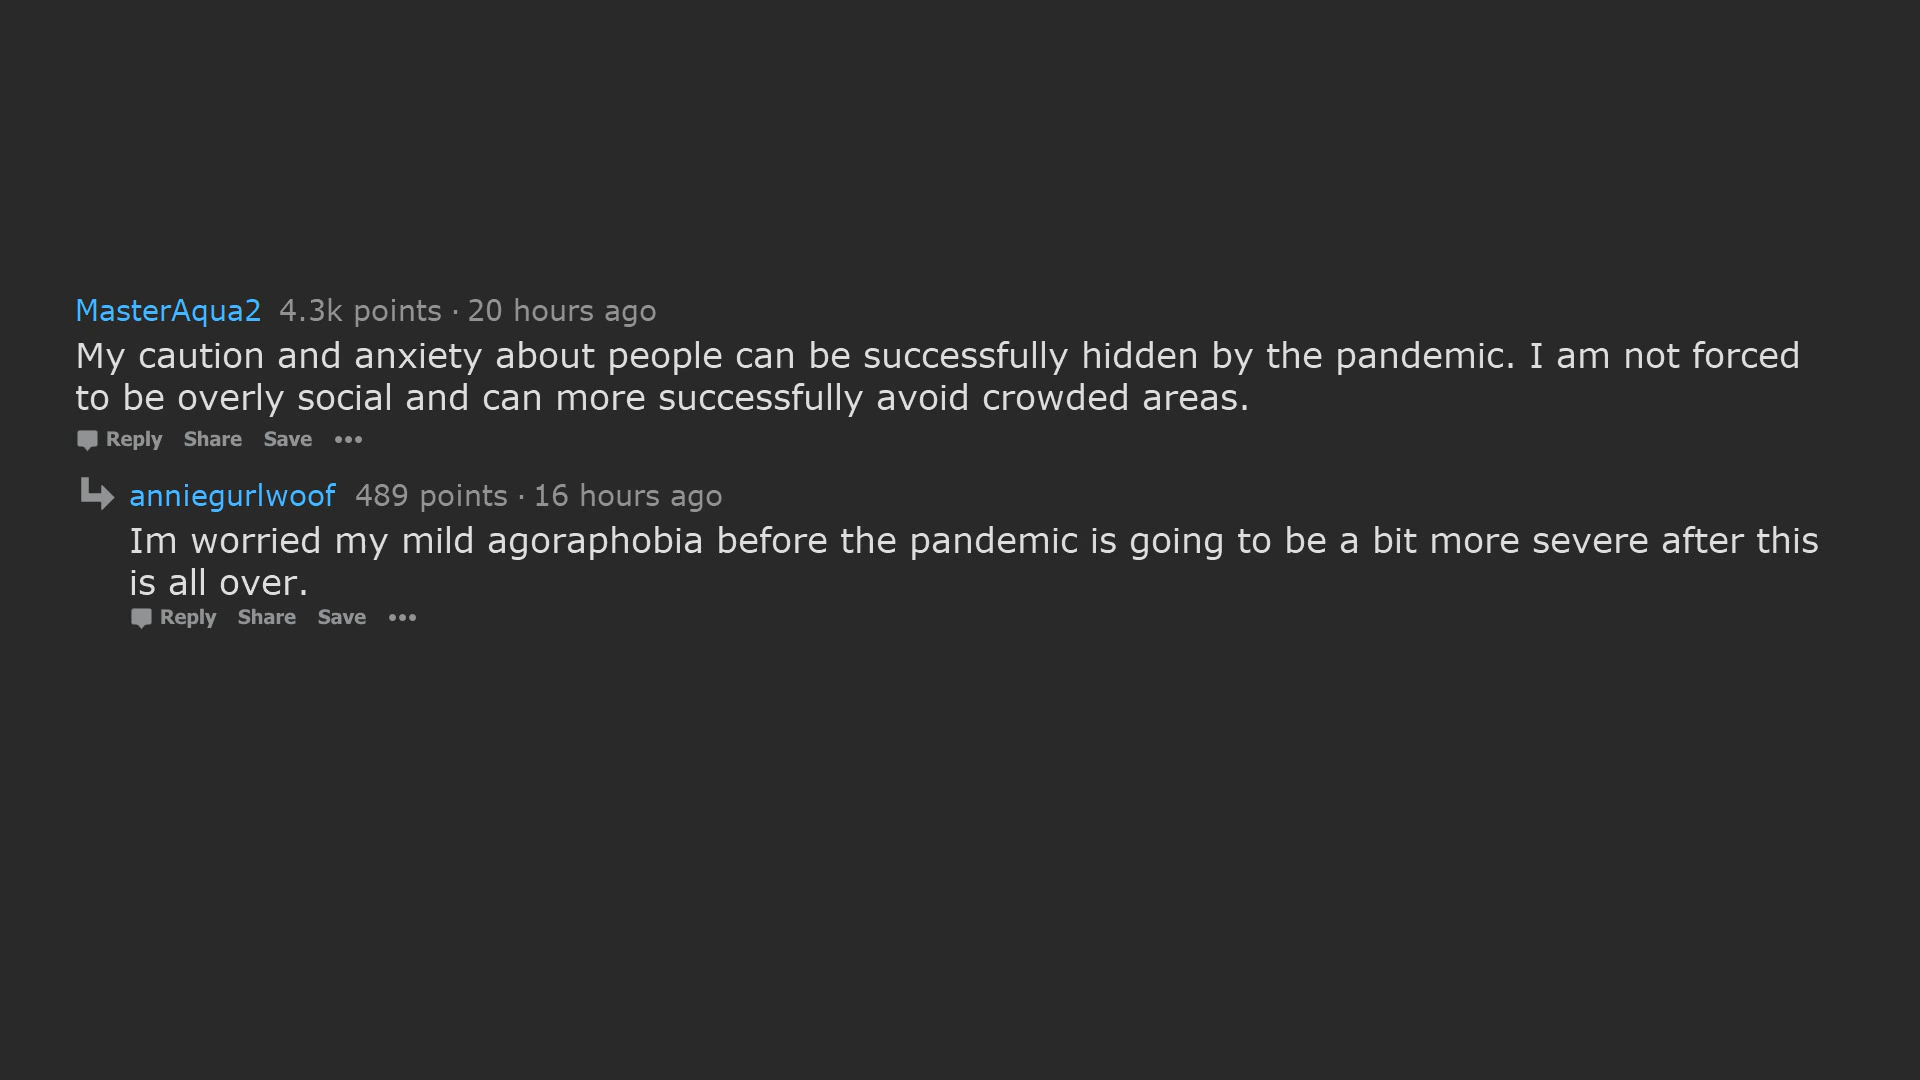 MasterAqua2 4.3k points · 20 hours ago
My caution and anxiety about people can be successfully hidden by the pandemic. I am not forced
to be overly social and can more successfully avoid crowded areas.
Reply Share Save •••
anniegurlwoof 489 points · 16 hours ago
Im worried my mild agoraphobia before the pandemic is going to be a bit more severe after this
is all over.
Reply Share Save •••